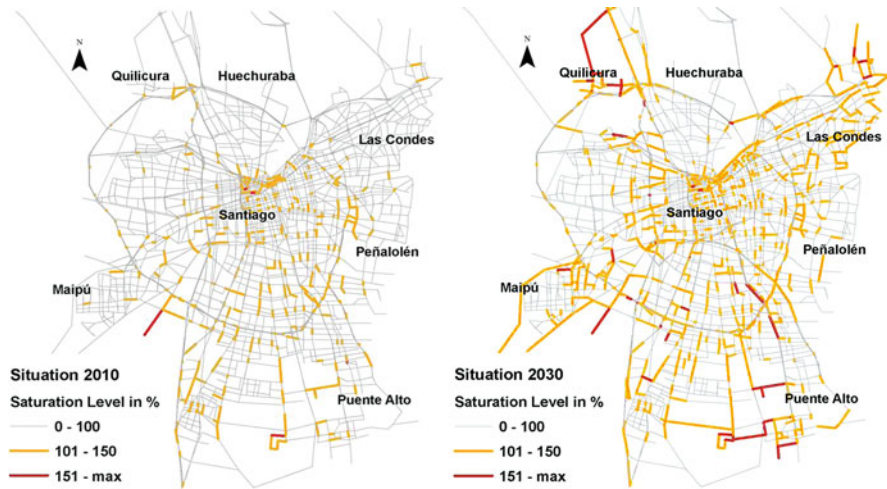 N
Quilicura
Huechuraba
Las Condes
Santiago
Peñalolén
Maipú
Puente Alto
Situation 2010
Saturation Level in %
0 - 100
101 - 150
151 - max
N
Quilicura
Huechuraba
Las Condes
Santiago
Peñalolén
Maipú
Puente Alto
Situation 2030
Saturation Level in %
0 - 100
101 - 150
151 - max